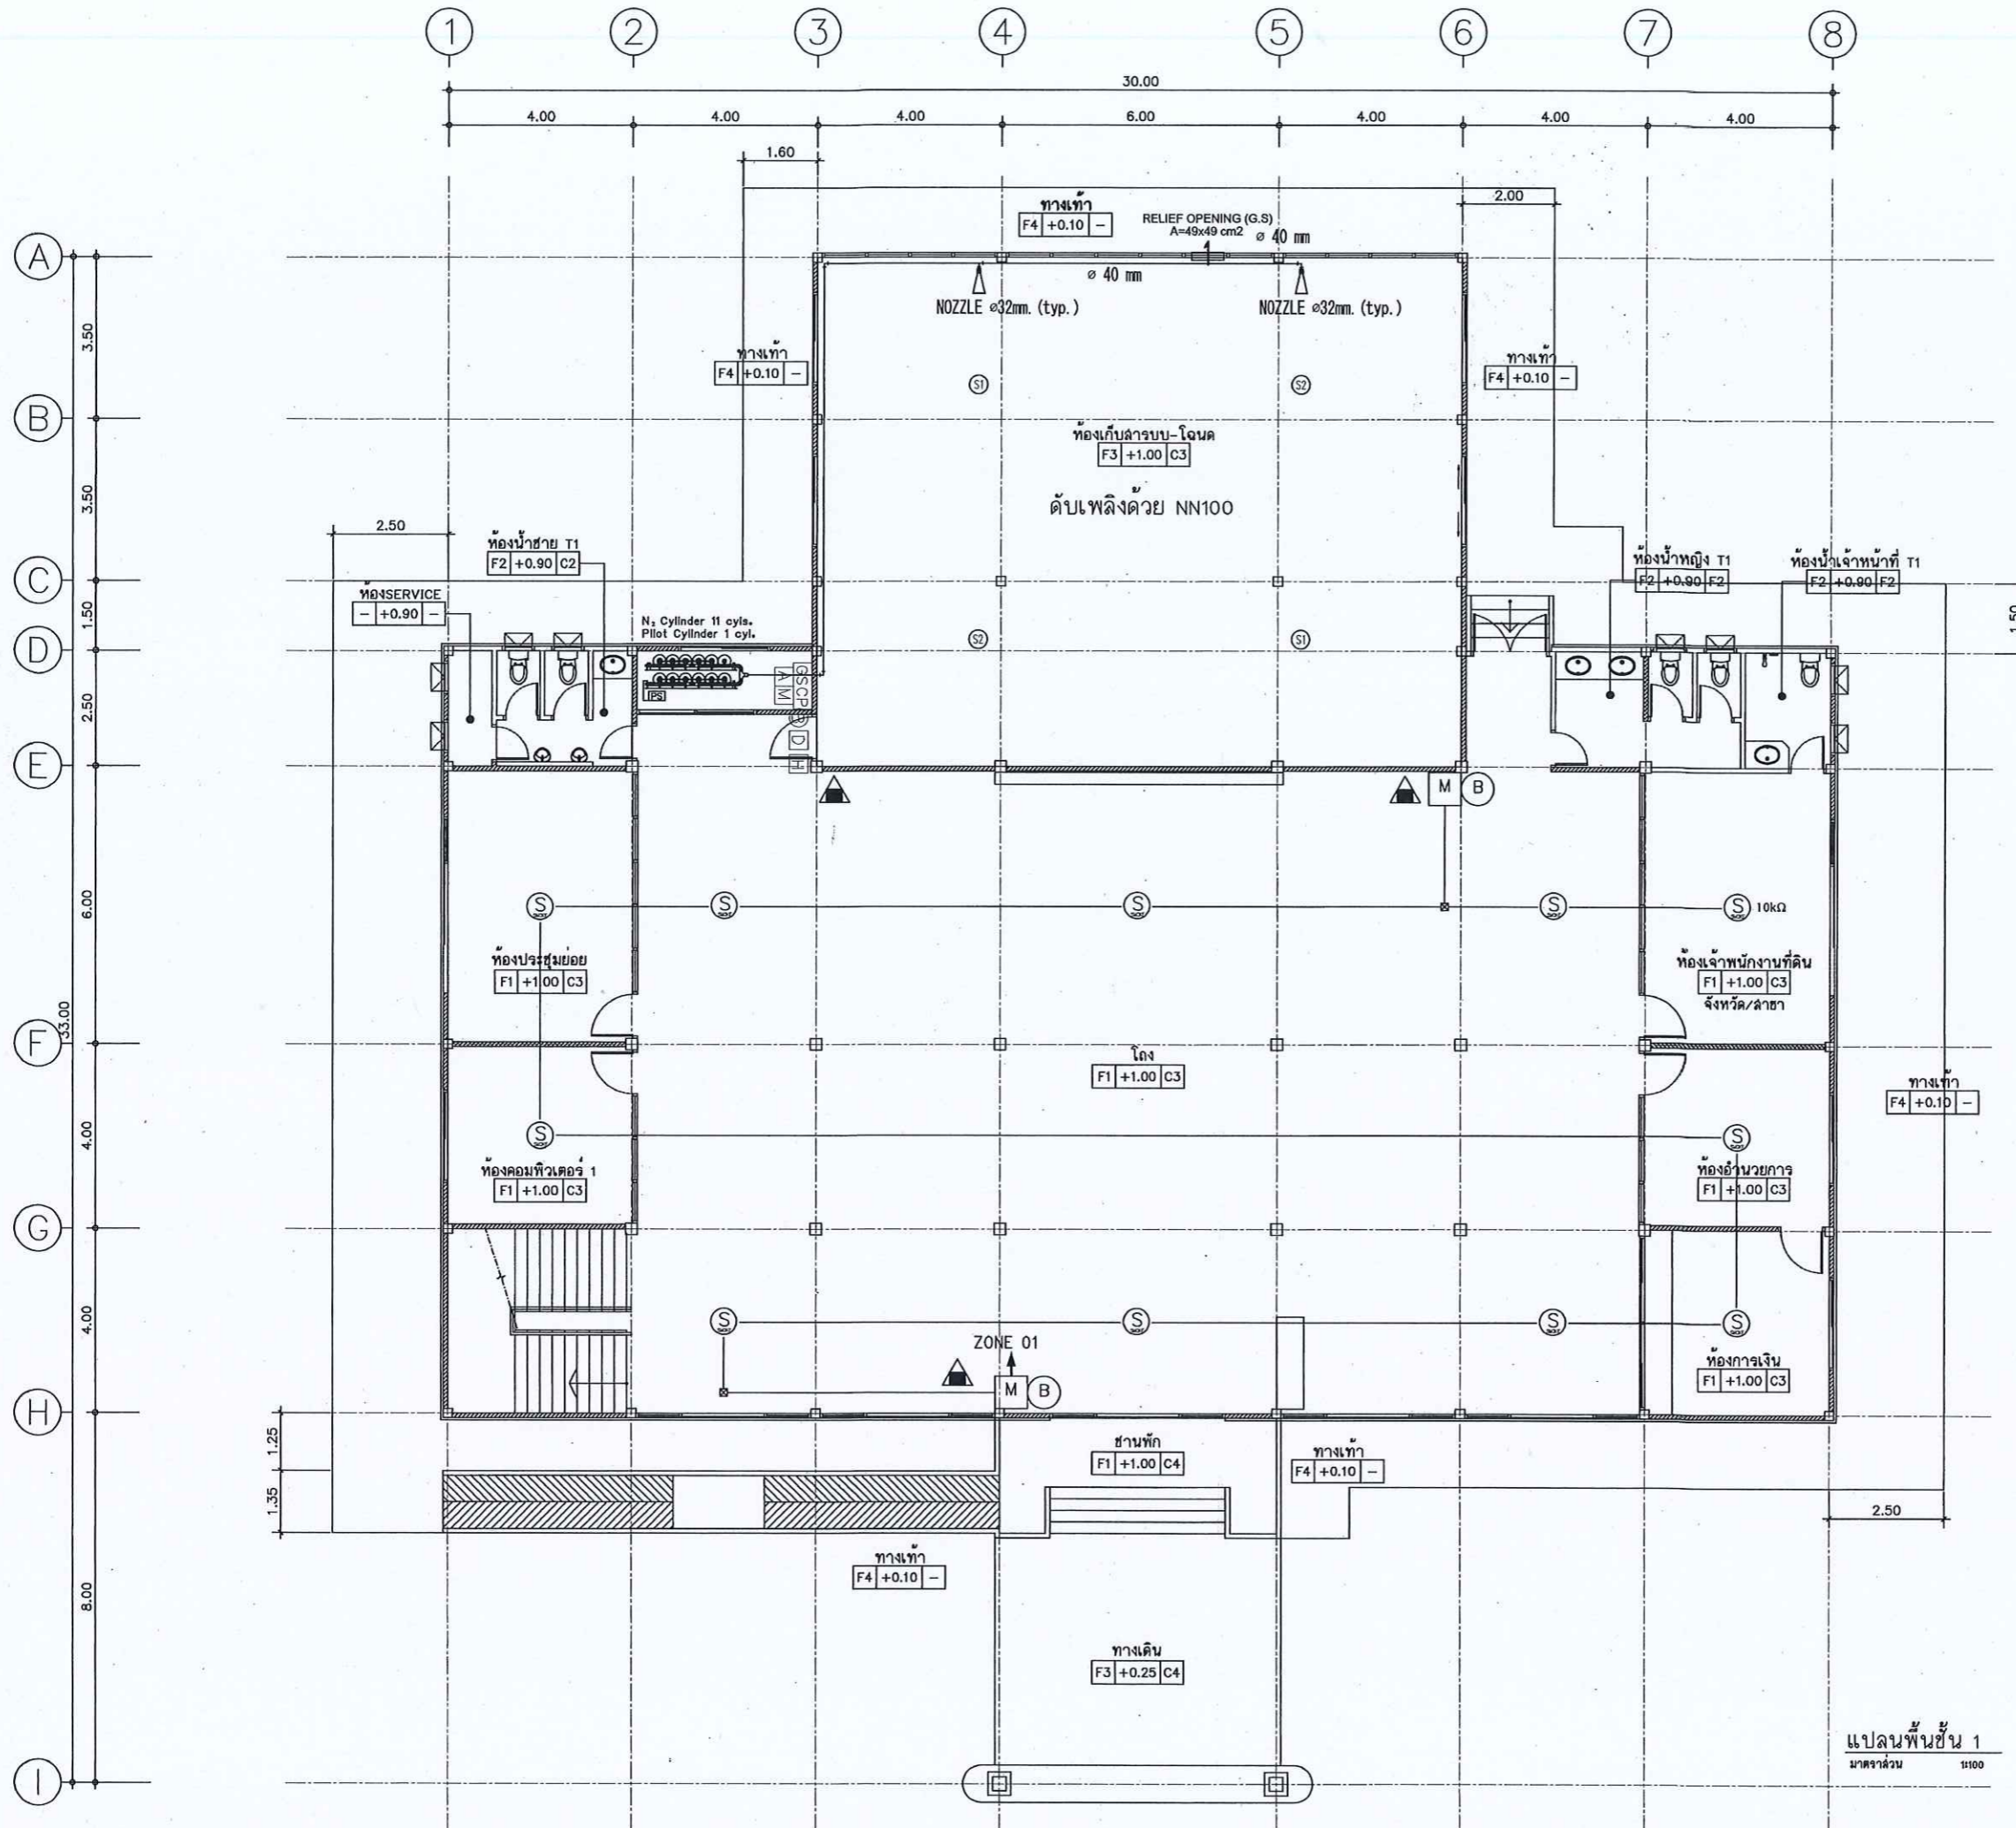 1 2 3 4 5 6 7 8
30.00
4.00 4.00 4.00 6.00 4.00 4.00 4.00
1.60
2.00
ทางเท้า
F4 +0.10 -
RELIEF OPENING (G.S)
A=49x49 cm2
ø 40 mm
A
ø 40 mm
NOZZLE ø32mm. (typ.)
NOZZLE ø32mm. (typ.)
3.50
ทางเท้า
F4 +0.10 -
ทางเท้า
F4 +0.10 -
S1
S2
B
ห้องเก็บสารบบ-โฉนด
F3 +1.00 C3
ดับเพลิงด้วย NN100
3.50
2.50
ห้องน้ำชาย T1
F2 +0.90 C2
ห้องน้ำหญิง T1
F2 +0.90 F2
ห้องน้ำเจ้าหน้าที่ T1
F2 +0.90 F2
C
ห้องSERVICE
- +0.90 -
1.50
1.50
N₂ Cylinder 11 cyls.
Pilot Cylinder 1 cyl.
S2
S1
D
PS
GSCP
A M
D
H
2.50
E
M B
6.00
S S S S S 10kΩ
ห้องประชุมย่อย
F1 +1.00 C3
ห้องเจ้าพนักงานที่ดิน
F1 +1.00 C3
จังหวัด/สาขา
33.00
F
โถง
F1 +1.00 C3
ทางเท้า
F4 +0.10 -
4.00
S S
ห้องคอมพิวเตอร์ 1
F1 +1.00 C3
ห้องอำนวยการ
F1 +1.00 C3
G
4.00
S S S S
ZONE 01
ห้องการเงิน
F1 +1.00 C3
M B
H
1.25
ชานพัก
F1 +1.00 C4
ทางเท้า
F4 +0.10 -
1.35
2.50
ทางเท้า
F4 +0.10 -
8.00
ทางเดิน
F3 +0.25 C4
แปลนพื้นชั้น 1
มาตราส่วน 1:100
I